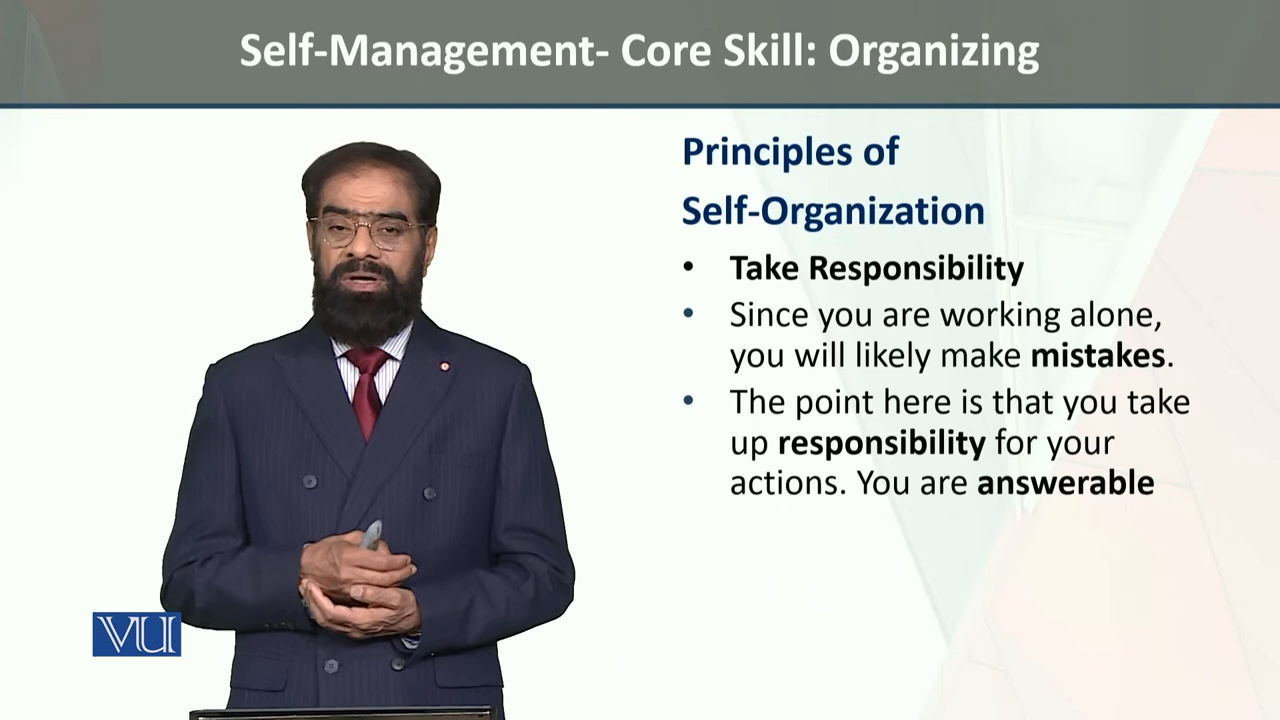 Self-Management- Core Skill: Organizing
Principles of
Self-Organization
• Take Responsibility
• Since you are working alone,
you will likely make mistakes.
• The point here is that you take
up responsibility for your
actions. You are answerable
VU